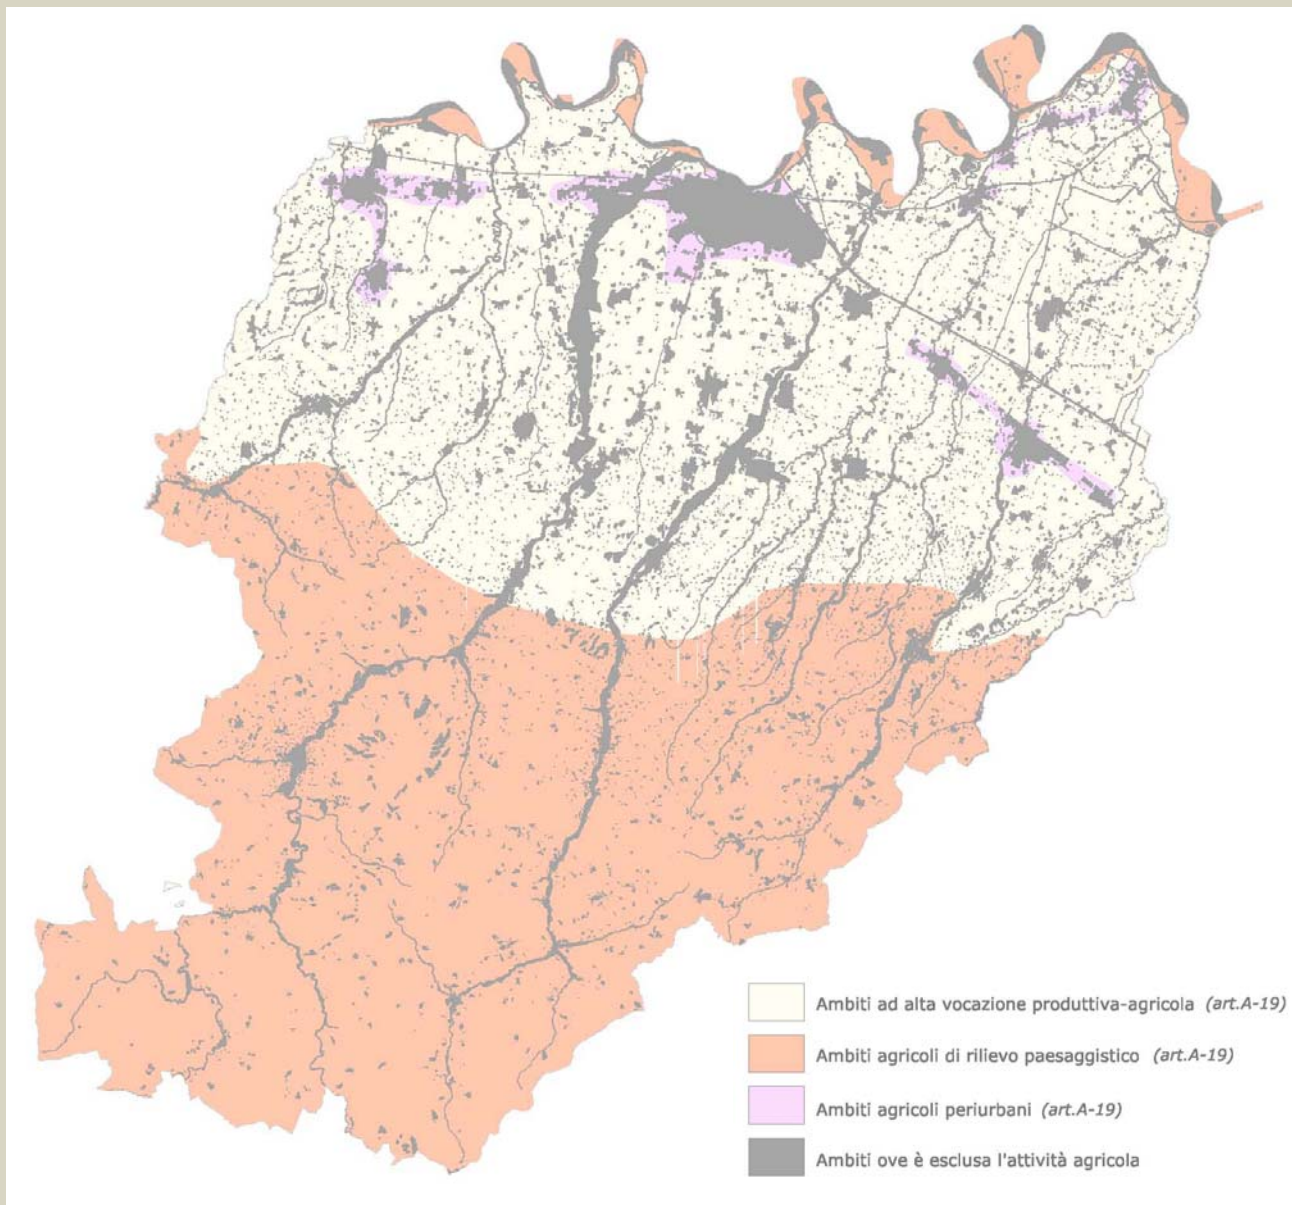 Ambiti ad alta vocazione produttiva-agricola (art.A-19)
Ambiti agricoli di rilievo paesaggistico (art.A-19)
Ambiti agricoli periurbani (art.A-19)
Ambiti ove è esclusa l'attività agricola